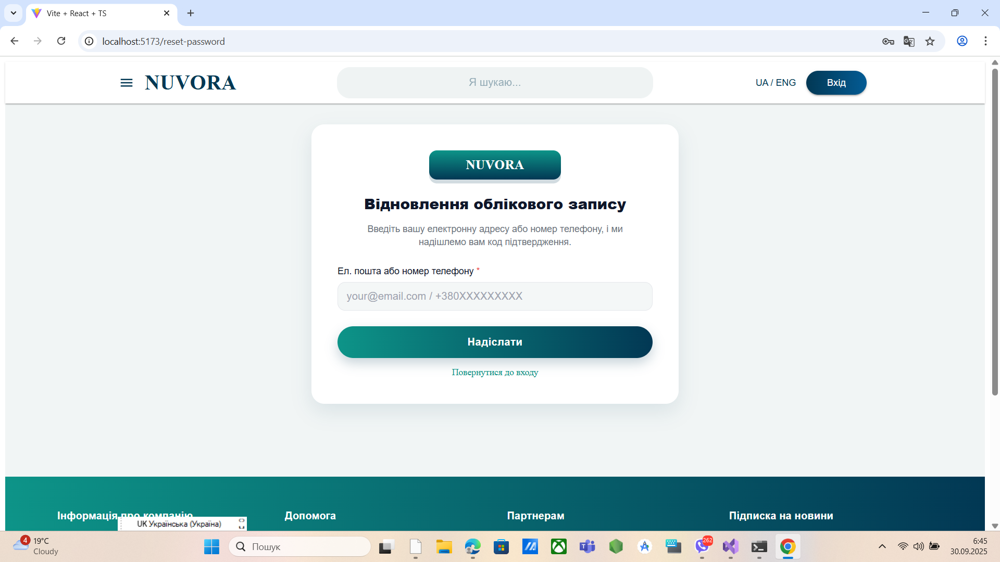 Vite + React + TS
localhost:5173/reset-password
NUVORA
Я шукаю...
UA / ENG
Вхід
NUVORA
Відновлення облікового запису
Введіть вашу електронну адресу або номер телефону, і ми
надішлемо вам код підтвердження.
Ел. пошта або номер телефону *
your@email.com / +380XXXXXXXXX
Надіслати
Повернутися до входу
Інформація про компанію
Допомога
Партнерам
Підписка на новини
UK Українська (Україна)
4
19°C
Cloudy
Пошук
262
6:45
30.09.2025